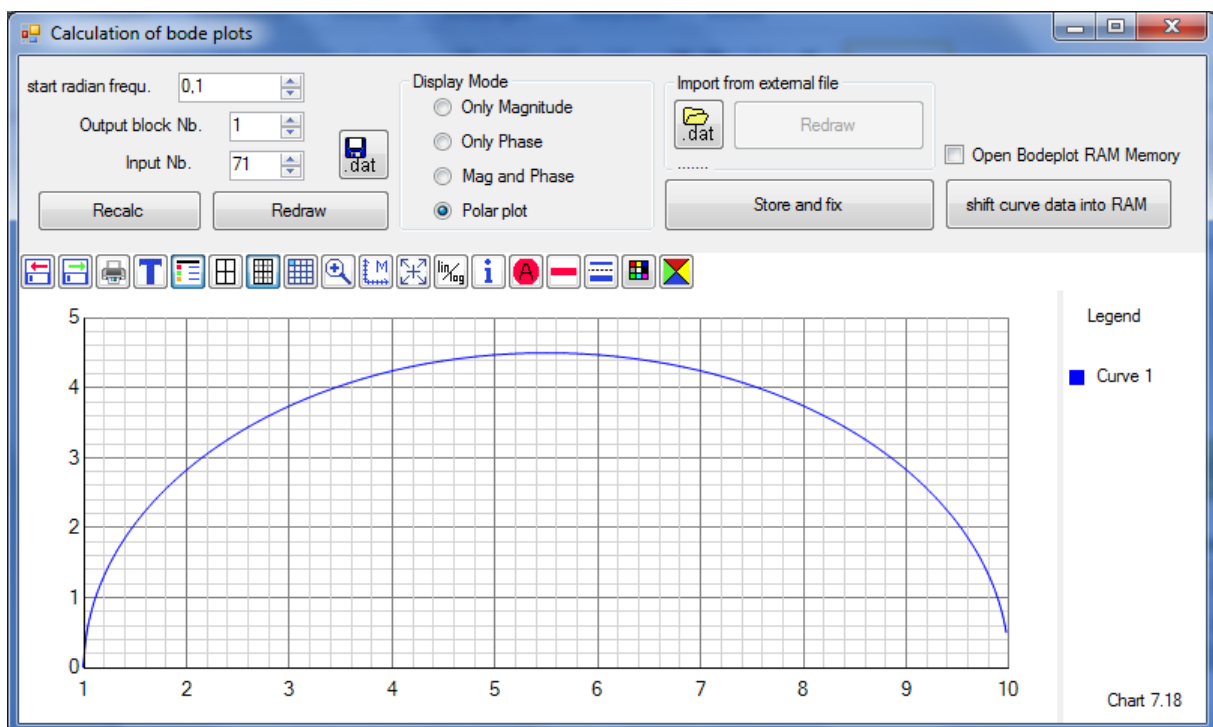 Calculation of bode plots
start radian frequ. 0,1
Output block Nb. 1
Input Nb. 71
.dat
Recalc
Redraw
Display Mode
Only Magnitude
Only Phase
Mag and Phase
Polar plot
Import from external file
.dat
Redraw
.......
Store and fix
Open Bodeplot RAM Memory
shift curve data into RAM
T M lin/log i A
5
4
3
2
1
0
1 2 3 4 5 6 7 8 9 10
Legend
Curve 1
Chart 7.18